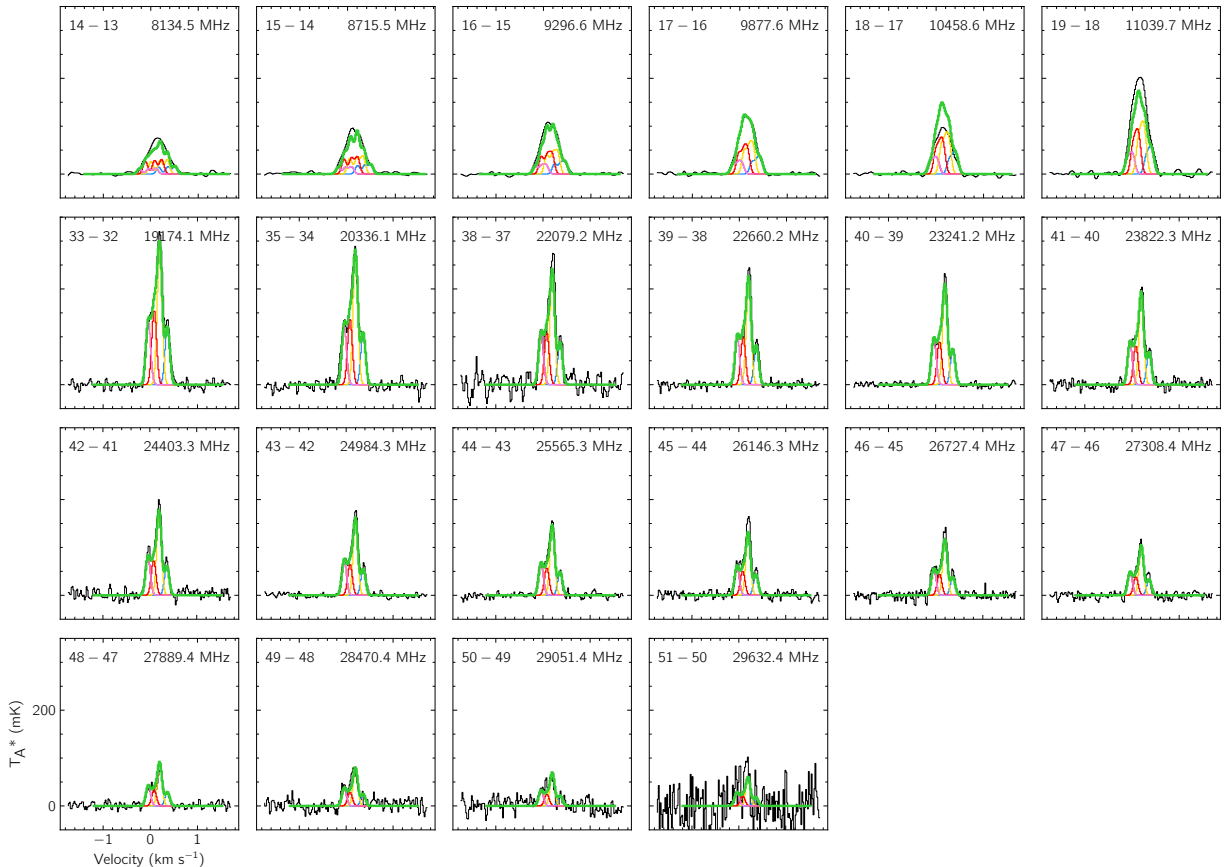 14 − 13 8134.5 MHz
15 − 14 8715.5 MHz
16 − 15 9296.6 MHz
17 − 16 9877.6 MHz
18 − 17 10458.6 MHz
19 − 18 11039.7 MHz
33 − 32 19174.1 MHz
35 − 34 20336.1 MHz
38 − 37 22079.2 MHz
39 − 38 22660.2 MHz
40 − 39 23241.2 MHz
41 − 40 23822.3 MHz
42 − 41 24403.3 MHz
43 − 42 24984.3 MHz
44 − 43 25565.3 MHz
45 − 44 26146.3 MHz
46 − 45 26727.4 MHz
47 − 46 27308.4 MHz
48 − 47 27889.4 MHz
49 − 48 28470.4 MHz
50 − 49 29051.4 MHz
51 − 50 29632.4 MHz
200
0
T_A* (mK)
−1 0 1
Velocity (km s⁻¹)